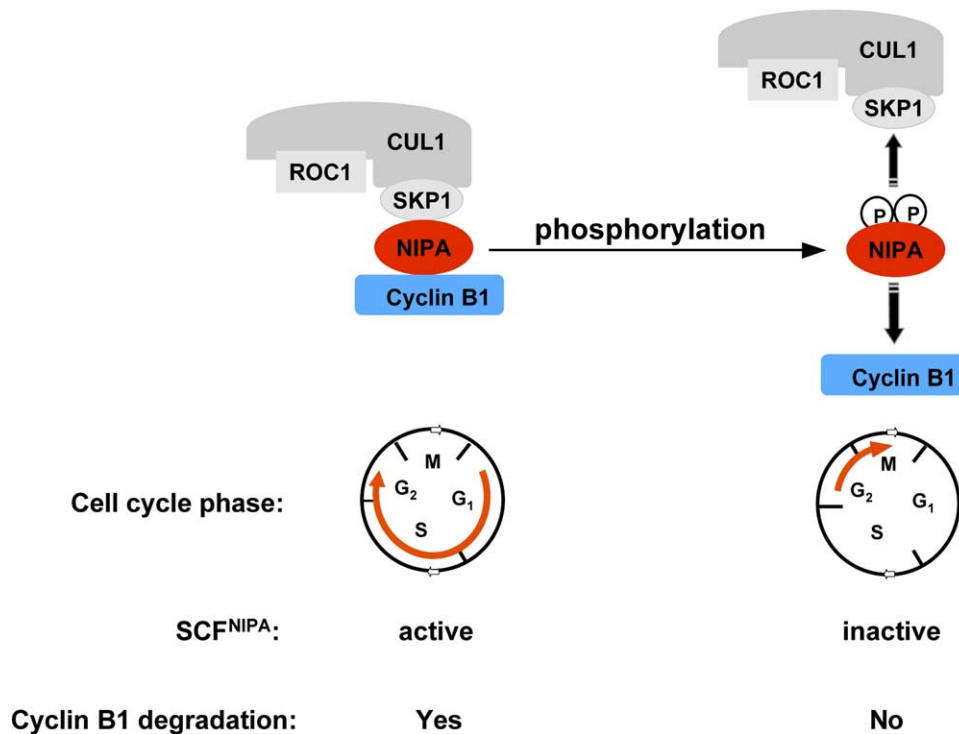 CUL1
ROC1
SKP1
CUL1
ROC1
SKP1
P P
NIPA
phosphorylation
NIPA
Cyclin B1
Cyclin B1
Cell cycle phase:
M
G₂ G₁
S
M
G₂ G₁
S
SCFᴺᴵᴾᴬ: active inactive
Cyclin B1 degradation: Yes No